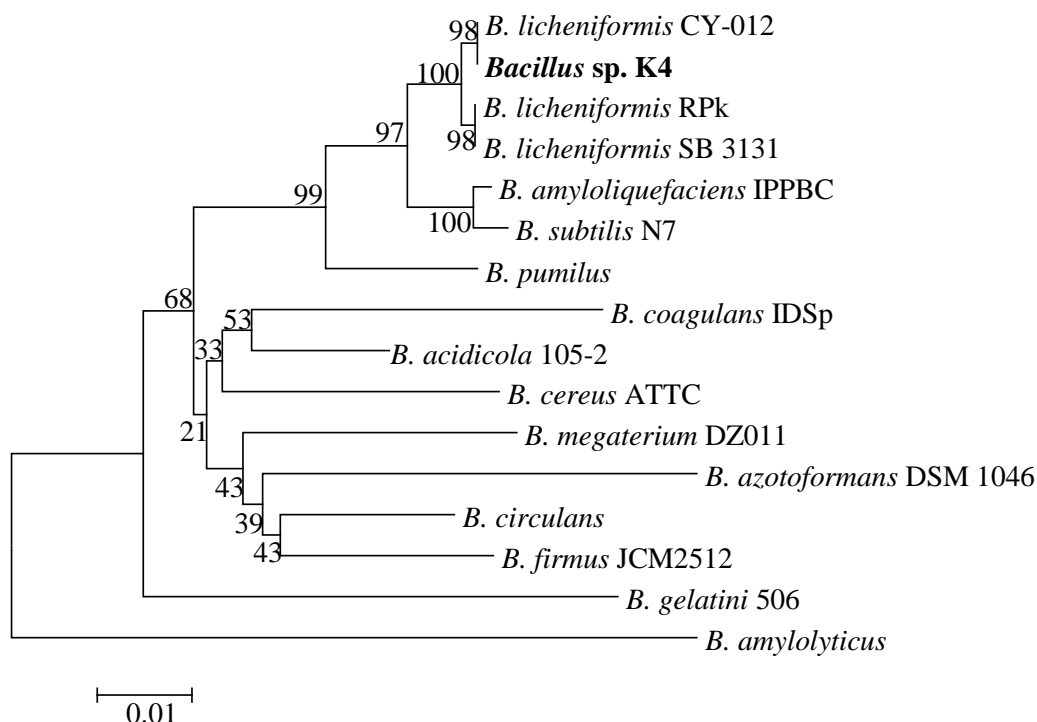 98
B. licheniformis CY-012
Bacillus sp. K4
100
B. licheniformis RPk
97
98
B. licheniformis SB 3131
99
B. amyloliquefaciens IPPBC
100
B. subtilis N7
B. pumilus
68
53
B. coagulans IDSp
33
B. acidicola 105-2
B. cereus ATTC
21
B. megaterium DZ011
43
B. azotoformans DSM 1046
39
B. circulans
43
B. firmus JCM2512
B. gelatini 506
B. amylolyticus
0.01